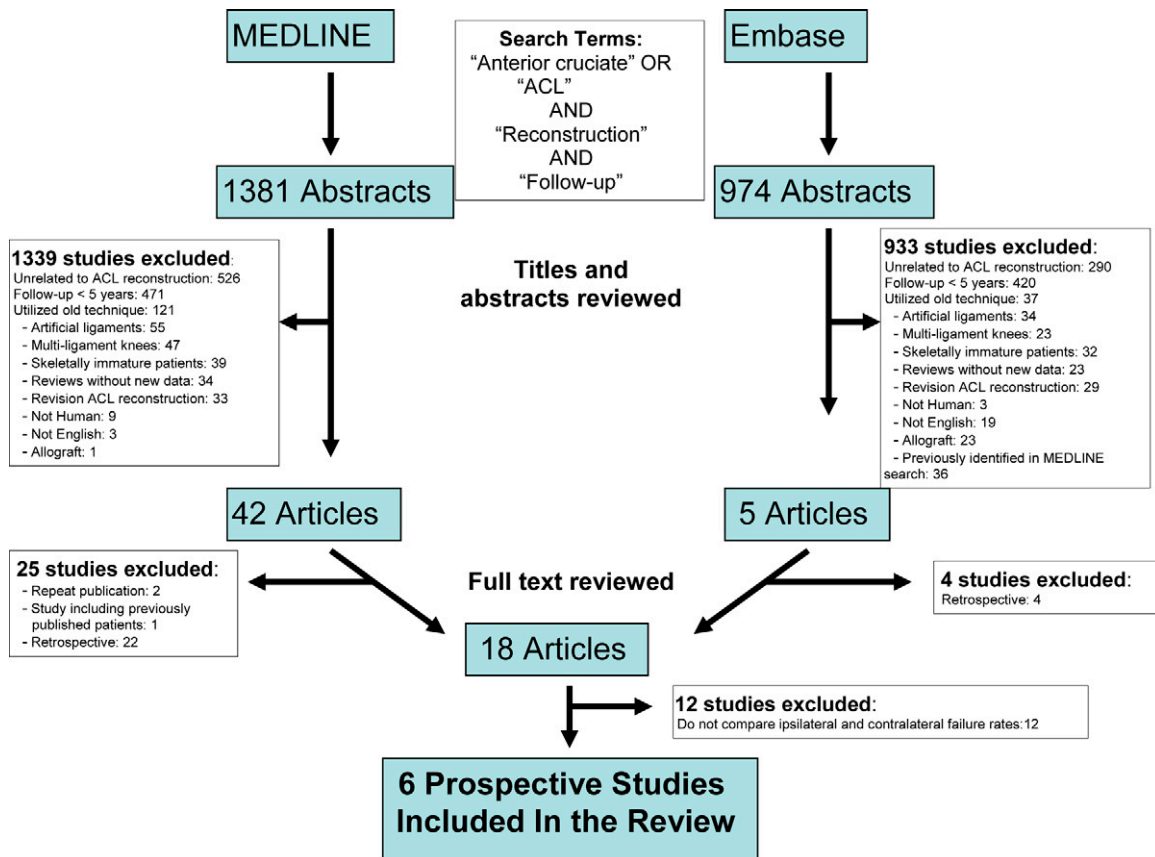 MEDLINE
Search Terms:
“Anterior cruciate” OR
“ACL”
AND
“Reconstruction”
AND
“Follow-up”
Embase
1381 Abstracts
974 Abstracts
1339 studies excluded:
Unrelated to ACL reconstruction: 526
Follow-up < 5 years: 471
Utilized old technique: 121
- Artificial ligaments: 55
- Multi-ligament knees: 47
- Skeletally immature patients: 39
- Reviews without new data: 34
- Revision ACL reconstruction: 33
- Not Human: 9
- Not English: 3
- Allograft: 1
Titles and
abstracts reviewed
933 studies excluded:
Unrelated to ACL reconstruction: 290
Follow-up < 5 years: 420
Utilized old technique: 37
- Artificial ligaments: 34
- Multi-ligament knees: 23
- Skeletally immature patients: 32
- Reviews without new data: 23
- Revision ACL reconstruction: 29
- Not Human: 3
- Not English: 19
- Allograft: 23
- Previously identified in MEDLINE
search: 36
42 Articles
5 Articles
25 studies excluded:
- Repeat publication: 2
- Study including previously
published patients: 1
- Retrospective: 22
Full text reviewed
4 studies excluded:
Retrospective: 4
18 Articles
12 studies excluded:
Do not compare ipsilateral and contralateral failure rates:12
6 Prospective Studies
Included In the Review